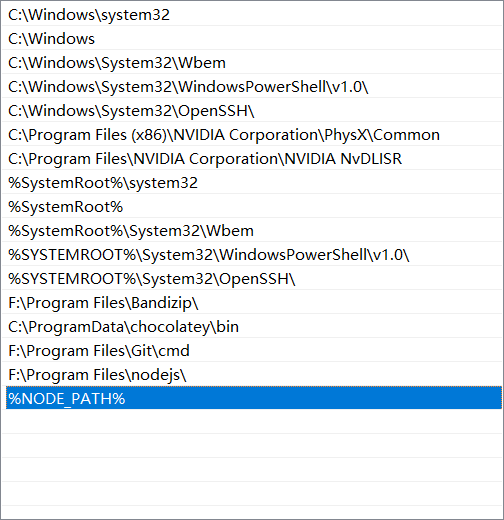 C:\Windows\system32
C:\Windows
C:\Windows\System32\Wbem
C:\Windows\System32\WindowsPowerShell\v1.0\
C:\Windows\System32\OpenSSH\
C:\Program Files (x86)\NVIDIA Corporation\PhysX\Common
C:\Program Files\NVIDIA Corporation\NVIDIA NvDLISR
%SystemRoot%\system32
%SystemRoot%
%SystemRoot%\System32\Wbem
%SYSTEMROOT%\System32\WindowsPowerShell\v1.0\
%SYSTEMROOT%\System32\OpenSSH\
F:\Program Files\Bandizip\
C:\ProgramData\chocolatey\bin
F:\Program Files\Git\cmd
F:\Program Files\nodejs\
%NODE_PATH%